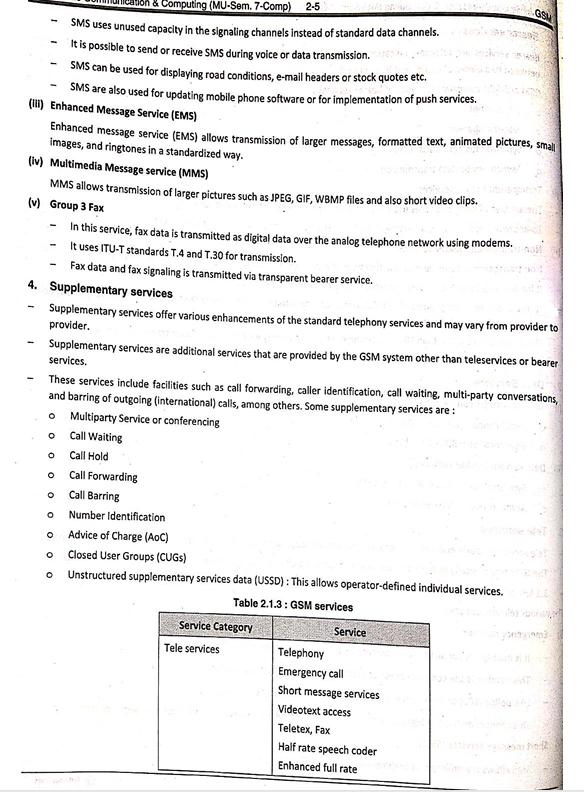 Communication & Computing (MU-Sem. 7-Comp) 2-5 GSM
– SMS uses unused capacity in the signaling channels instead of standard data channels.
– It is possible to send or receive SMS during voice or data transmission.
– SMS can be used for displaying road conditions, e-mail headers or stock quotes etc.
– SMS are also used for updating mobile phone software or for implementation of push services.
(iii) Enhanced Message Service (EMS)
Enhanced message service (EMS) allows transmission of larger messages, formatted text, animated pictures, small
images, and ringtones in a standardized way.
(iv) Multimedia Message service (MMS)
MMS allows transmission of larger pictures such as JPEG, GIF, WBMP files and also short video clips.
(v) Group 3 Fax
– In this service, fax data is transmitted as digital data over the analog telephone network using modems.
– It uses ITU-T standards T.4 and T.30 for transmission.
– Fax data and fax signaling is transmitted via transparent bearer service.
4. Supplementary services
– Supplementary services offer various enhancements of the standard telephony services and may vary from provider to
provider.
– Supplementary services are additional services that are provided by the GSM system other than teleservices or bearer
services.
– These services include facilities such as call forwarding, caller identification, call waiting, multi-party conversations,
and barring of outgoing (international) calls, among others. Some supplementary services are :
o Multiparty Service or conferencing
o Call Waiting
o Call Hold
o Call Forwarding
o Call Barring
o Number Identification
o Advice of Charge (AoC)
o Closed User Groups (CUGs)
o Unstructured supplementary services data (USSD) : This allows operator-defined individual services.
Table 2.1.3 : GSM services
Service Category Service
Tele services Telephony
Emergency call
Short message services
Videotext access
Teletex, Fax
Half rate speech coder
Enhanced full rate